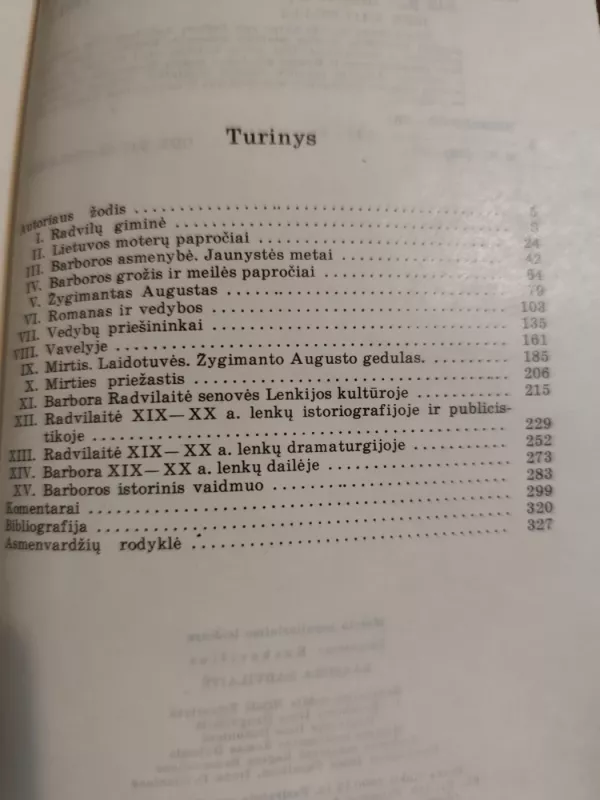 Turinys
Autoriaus žodis . . . . . . . . . . 5
I. Radvilų giminė . . . . . . . . . . 8
II. Lietuvos moterų papročiai . . . . . . . . . . 24
III. Barboros asmenybė. Jaunystės metai . . . . . . . . . . 42
IV. Barboros grožis ir meilės papročiai . . . . . . . . . . 64
V. Žygimantas Augustas . . . . . . . . . . 79
VI. Romanas ir vedybos . . . . . . . . . . 103
VII. Vedybų priešininkai . . . . . . . . . . 135
VIII. Vavelyje . . . . . . . . . . 161
IX. Mirtis. Laidotuvės. Žygimanto Augusto gedulas. . . . . . . . . . 185
X. Mirties priežastis . . . . . . . . . . 206
XI. Barbora Radvilaitė senovės Lenkijos kultūroje . . . . . . . . . . 215
XII. Radvilaitė XIX—XX a. lenkų istoriografijoje ir publicis-
tikoje . . . . . . . . . . 229
XIII. Radvilaitė XIX—XX a. lenkų dramaturgijoje . . . . . . . . . . 252
XIV. Barbora XIX—XX a. lenkų dailėje . . . . . . . . . . 273
XV. Barboros istorinis vaidmuo . . . . . . . . . . 283
Komentarai . . . . . . . . . . 299
Bibliografija . . . . . . . . . . 320
Asmenvardžių rodyklė . . . . . . . . . . 327